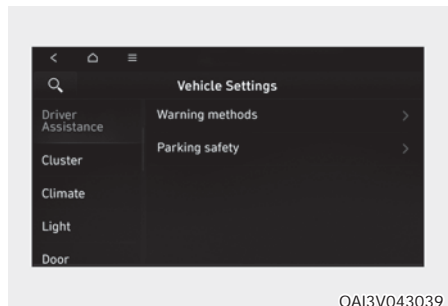 Vehicle Settings
Driver
Assistance
Warning methods
Parking safety
Cluster
Climate
Light
Door
OAI3V043039